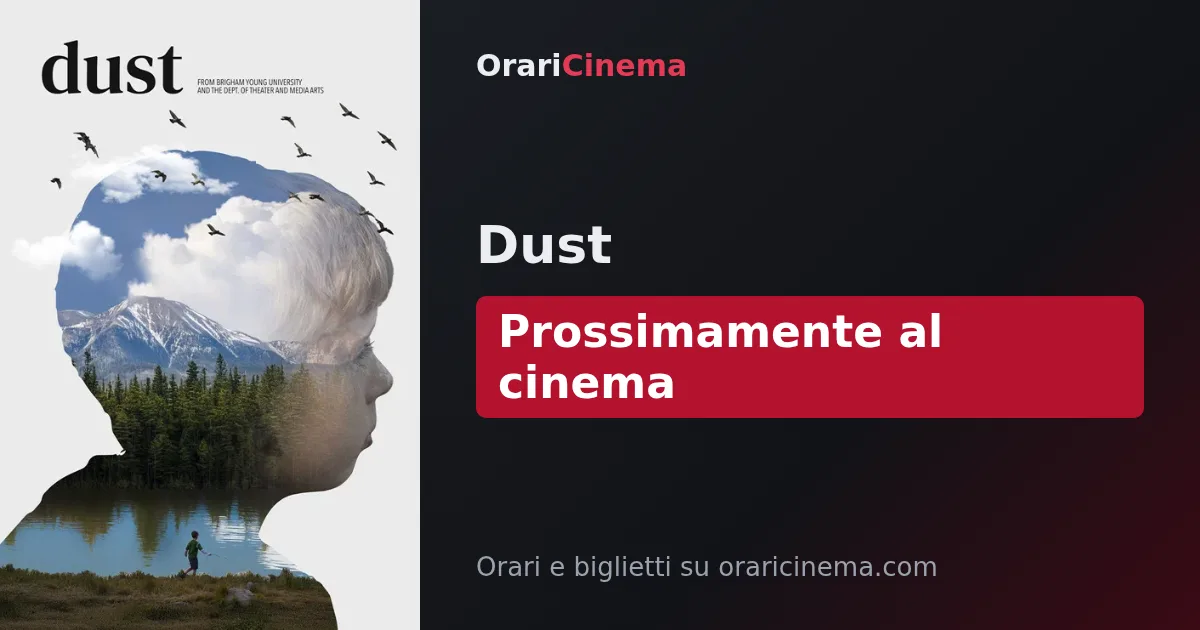 dust
FROM BRIGHAM YOUNG UNIVERSITY
AND THE DEPT. OF THEATER AND MEDIA ARTS
OrariCinema
Dust
Prossimamente al
cinema
Orari e biglietti su oraricinema.com